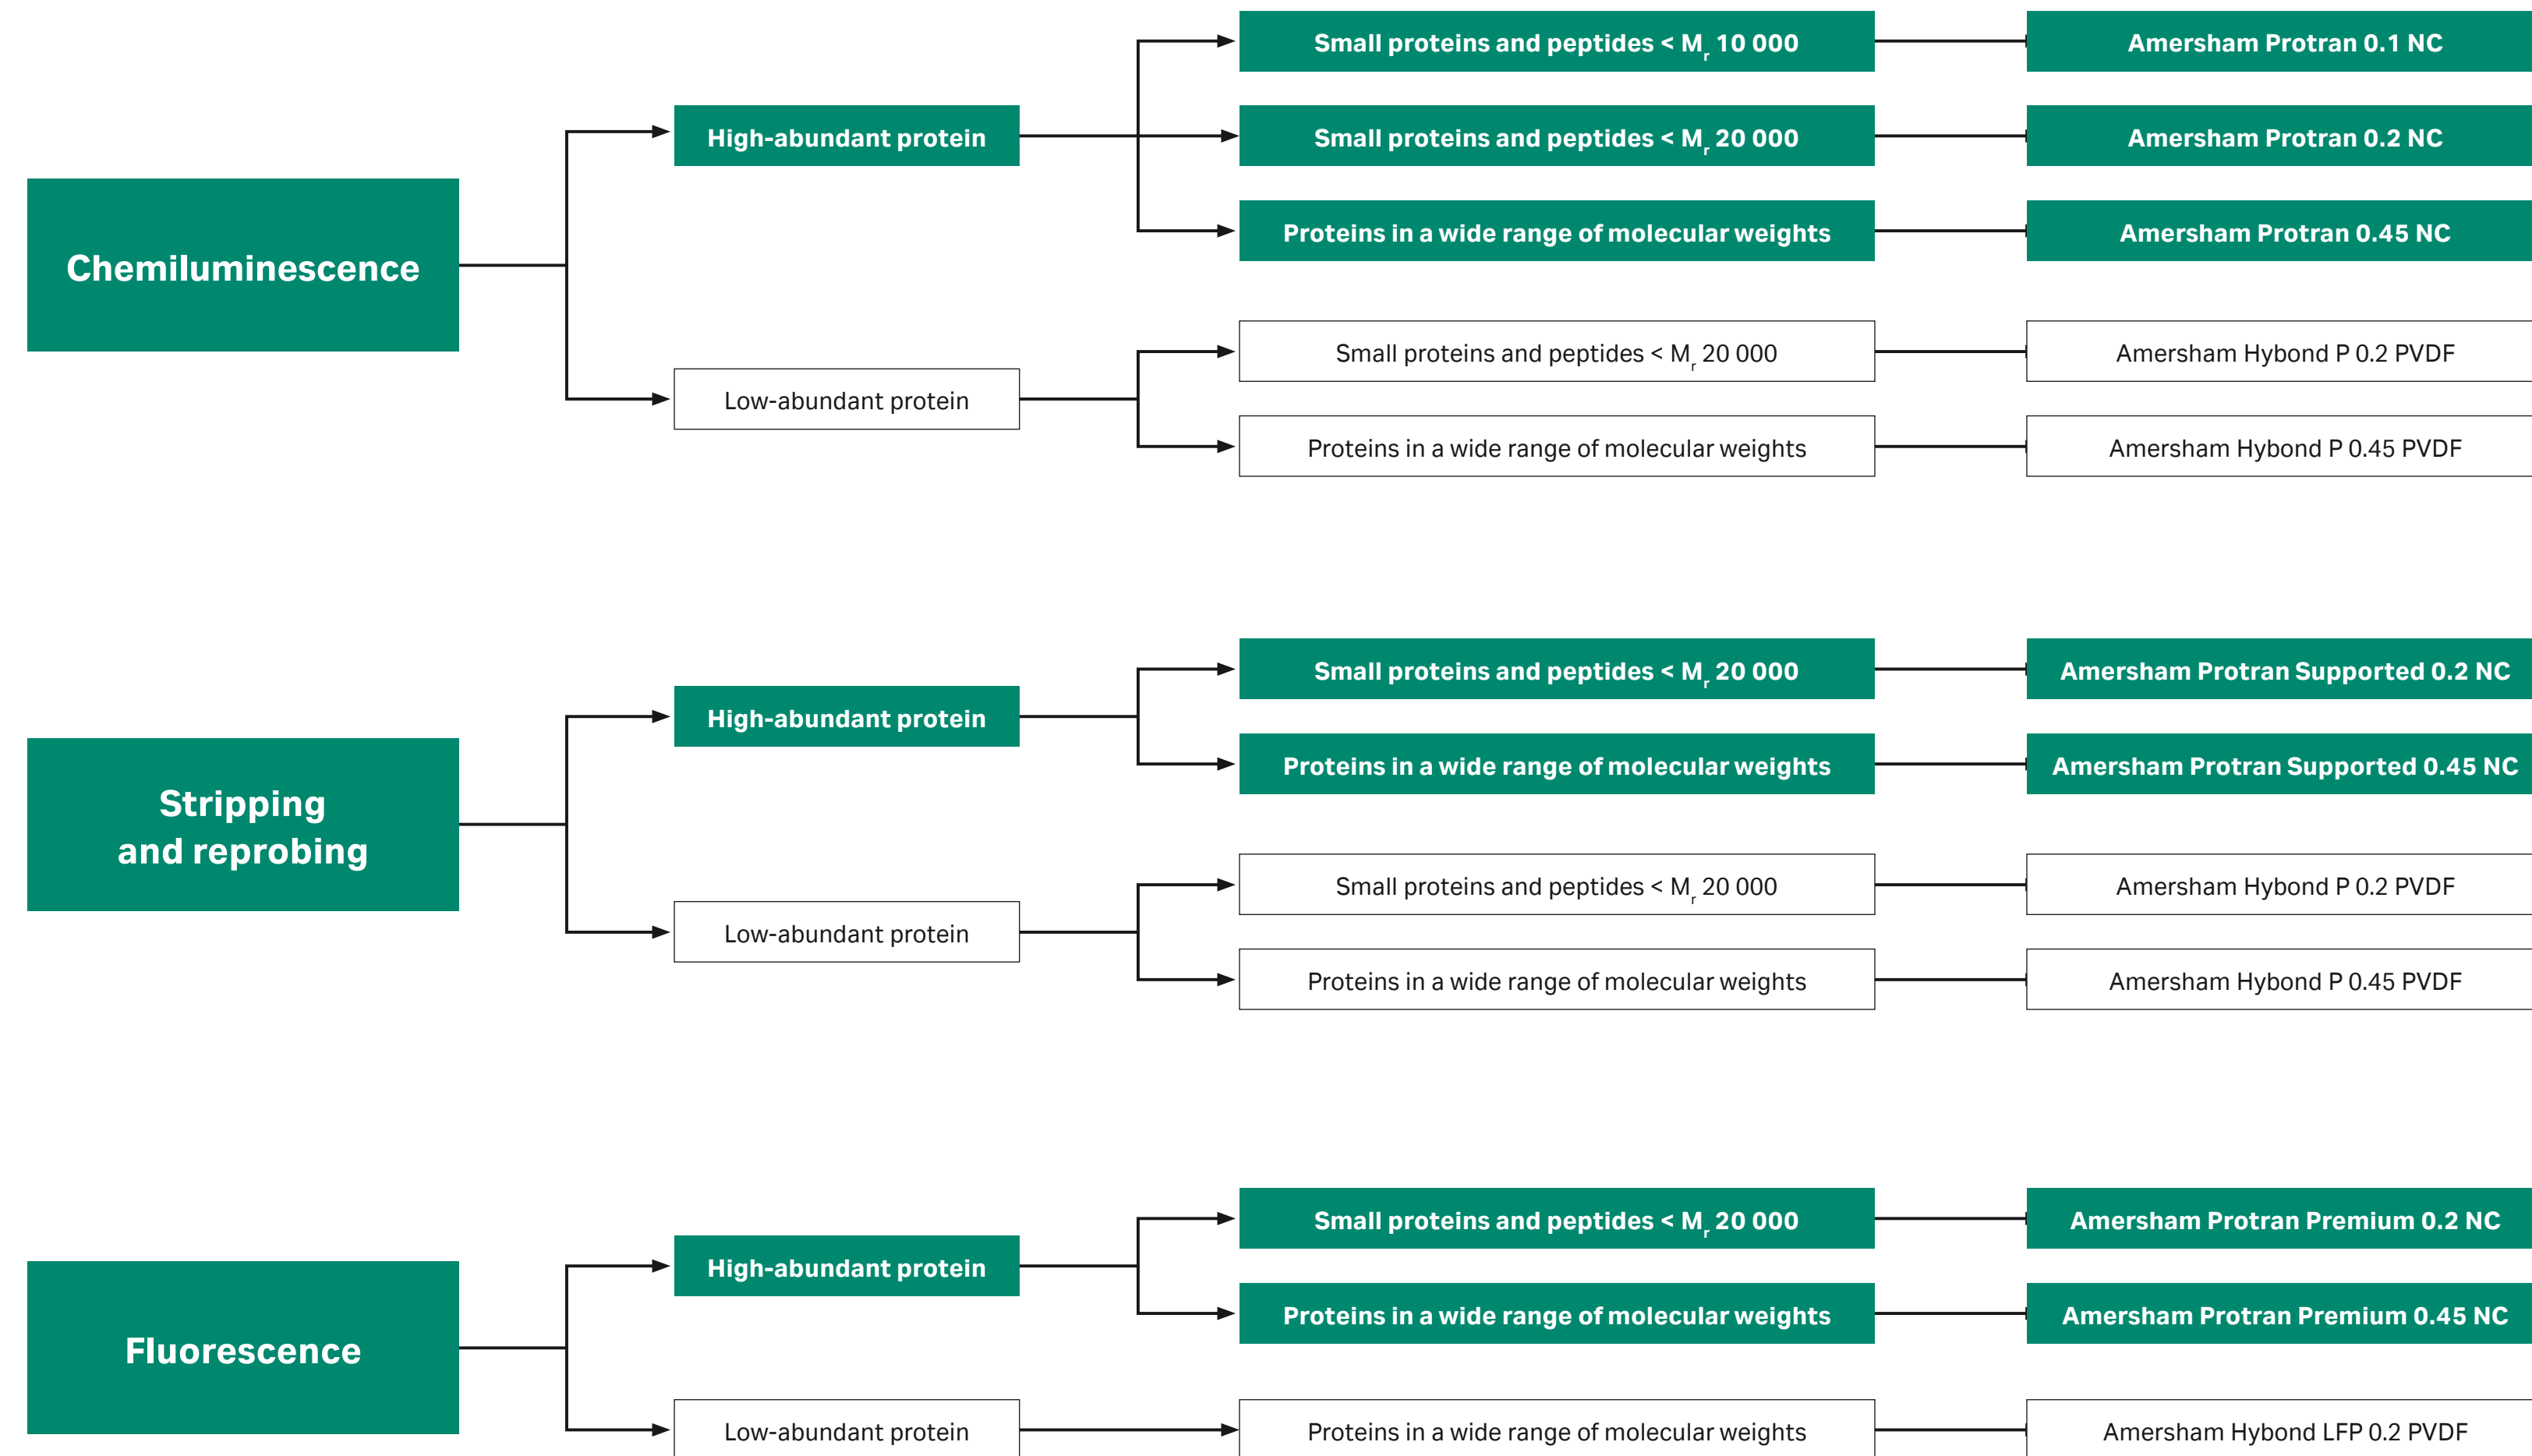 Chemiluminescence
High-abundant protein
Small proteins and peptides < Mr 10 000
Amersham Protran 0.1 NC
Small proteins and peptides < Mr 20 000
Amersham Protran 0.2 NC
Proteins in a wide range of molecular weights
Amersham Protran 0.45 NC
Low-abundant protein
Small proteins and peptides < Mr 20 000
Amersham Hybond P 0.2 PVDF
Proteins in a wide range of molecular weights
Amersham Hybond P 0.45 PVDF
Stripping
and reprobing
High-abundant protein
Small proteins and peptides < Mr 20 000
Amersham Protran Supported 0.2 NC
Proteins in a wide range of molecular weights
Amersham Protran Supported 0.45 NC
Low-abundant protein
Small proteins and peptides < Mr 20 000
Amersham Hybond P 0.2 PVDF
Proteins in a wide range of molecular weights
Amersham Hybond P 0.45 PVDF
Fluorescence
High-abundant protein
Small proteins and peptides < Mr 20 000
Amersham Protran Premium 0.2 NC
Proteins in a wide range of molecular weights
Amersham Protran Premium 0.45 NC
Low-abundant protein
Proteins in a wide range of molecular weights
Amersham Hybond LFP 0.2 PVDF